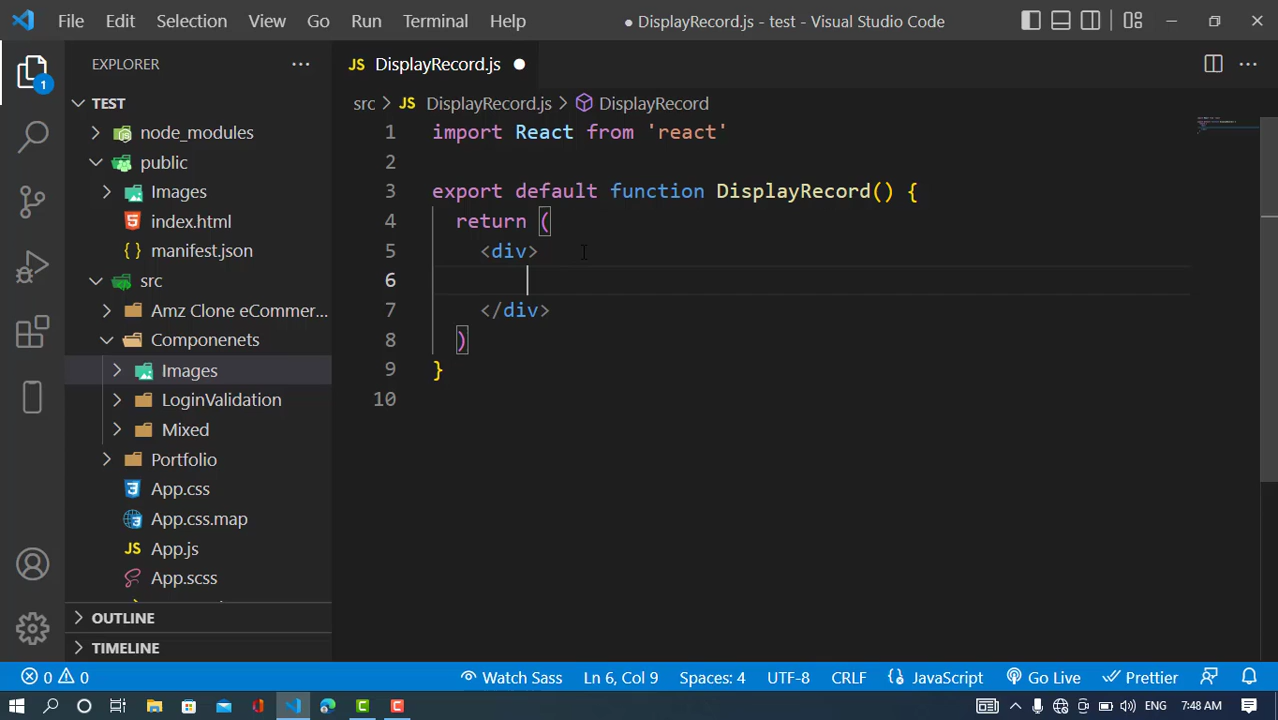 File Edit Selection View Go Run Terminal Help
● DisplayRecord.js - test - Visual Studio Code
EXPLORER
1
TEST
node_modules
public
Images
index.html
{ } manifest.json
src
Amz Clone eCommer...
Componenets
Images
LoginValidation
Mixed
Portfolio
App.css
App.css.map
JS App.js
App.scss
OUTLINE
TIMELINE
JS DisplayRecord.js ●
src > JS DisplayRecord.js > DisplayRecord
1 import React from 'react'
2
3 export default function DisplayRecord() {
4 return (
5 <div>
6
7 </div>
8 )
9 }
10
0 0 Watch Sass Ln 6, Col 9 Spaces: 4 UTF-8 CRLF JavaScript Go Live Prettier
ENG 7:48 AM